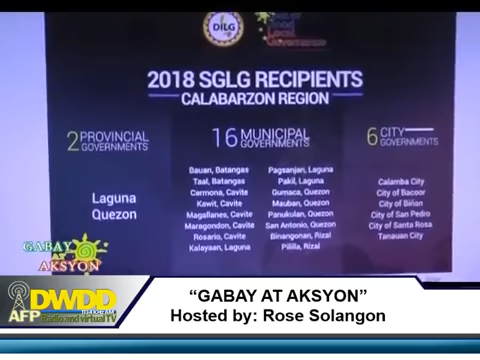 DILG
Good
Local
Governance
2018 SGLG RECIPIENTS
CALABARZON REGION
2 PROVINCIAL GOVERNMENTS
Laguna
Quezon
16 MUNICIPAL GOVERNMENTS
Bauan, Batangas
Taal, Batangas
Carmona, Cavite
Kawit, Cavite
Magallanes, Cavite
Maragondon, Cavite
Rosario, Cavite
Kalayaan, Laguna
Pagsanjan, Laguna
Pakil, Laguna
Gumaca, Quezon
Mauban, Quezon
Panukulan, Quezon
San Antonio, Quezon
Binangonan, Rizal
Pililla, Rizal
6 CITY GOVERNMENTS
Calamba City
City of Bacoor
City of Biñan
City of San Pedro
City of Santa Rosa
Tanauan City
GABAY
AT
AKSYON
DWDD
AFP Radio and virtual TV
“GABAY AT AKSYON”
Hosted by: Rose Solangon